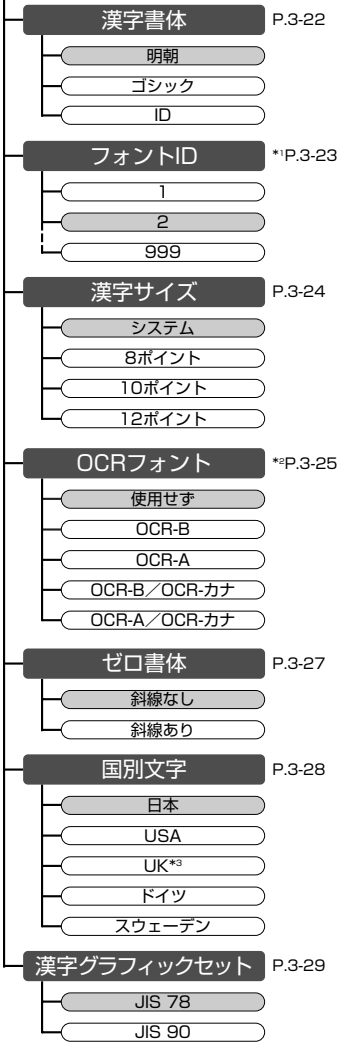 漢字書体 P.3-22
明朝
ゴシック
ID
フォントID *1P.3-23
1
2
999
漢字サイズ P.3-24
システム
8ポイント
10ポイント
12ポイント
OCRフォント *2P.3-25
使用せず
OCR-B
OCR-A
OCR-B／OCR-カナ
OCR-A／OCR-カナ
ゼロ書体 P.3-27
斜線なし
斜線あり
国別文字 P.3-28
日本
USA
UK*3
ドイツ
スウェーデン
漢字グラフィックセット P.3-29
JIS 78
JIS 90